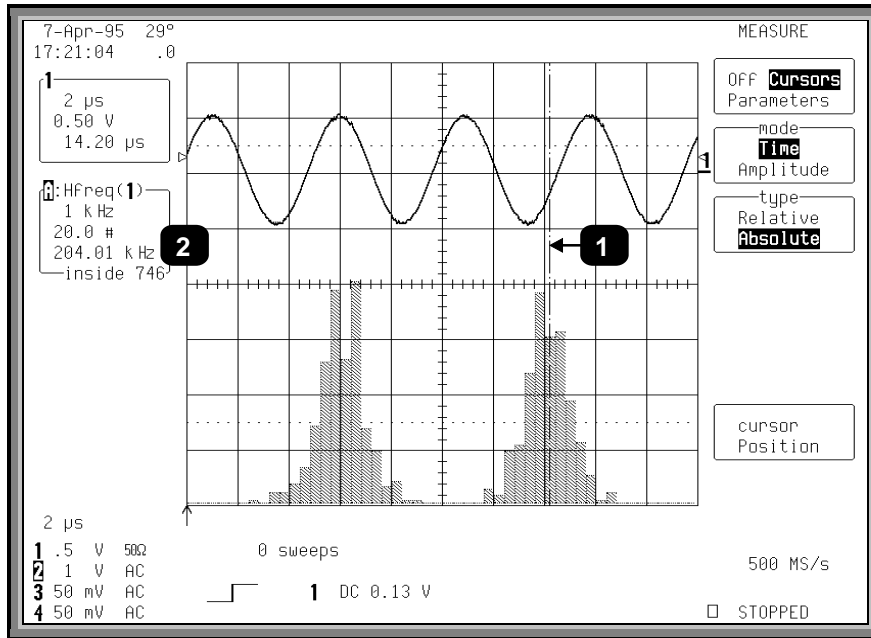 7-Apr-95 29°
17:21:04 .0
1
2 µs
0.50 V
14.20 µs
A:Hfreq(1)
1 kHz
20.0 #
204.01 kHz
inside 746
2
1
1
MEASURE
Off Cursors
Parameters
mode
Time
Amplitude
type
Relative
Absolute
cursor
Position
2 µs
1 .5 V 50Ω
2 1 V AC
3 50 mV AC
4 50 mV AC
0 sweeps
1 DC 0.13 V
500 MS/s
STOPPED